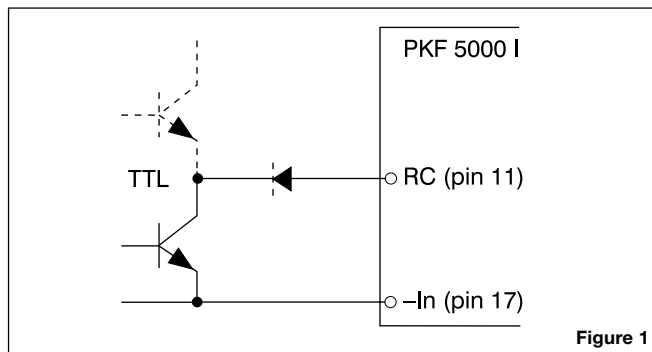 PKF 5000 I
TTL
RC (pin 11)
–In (pin 17)
Figure 1